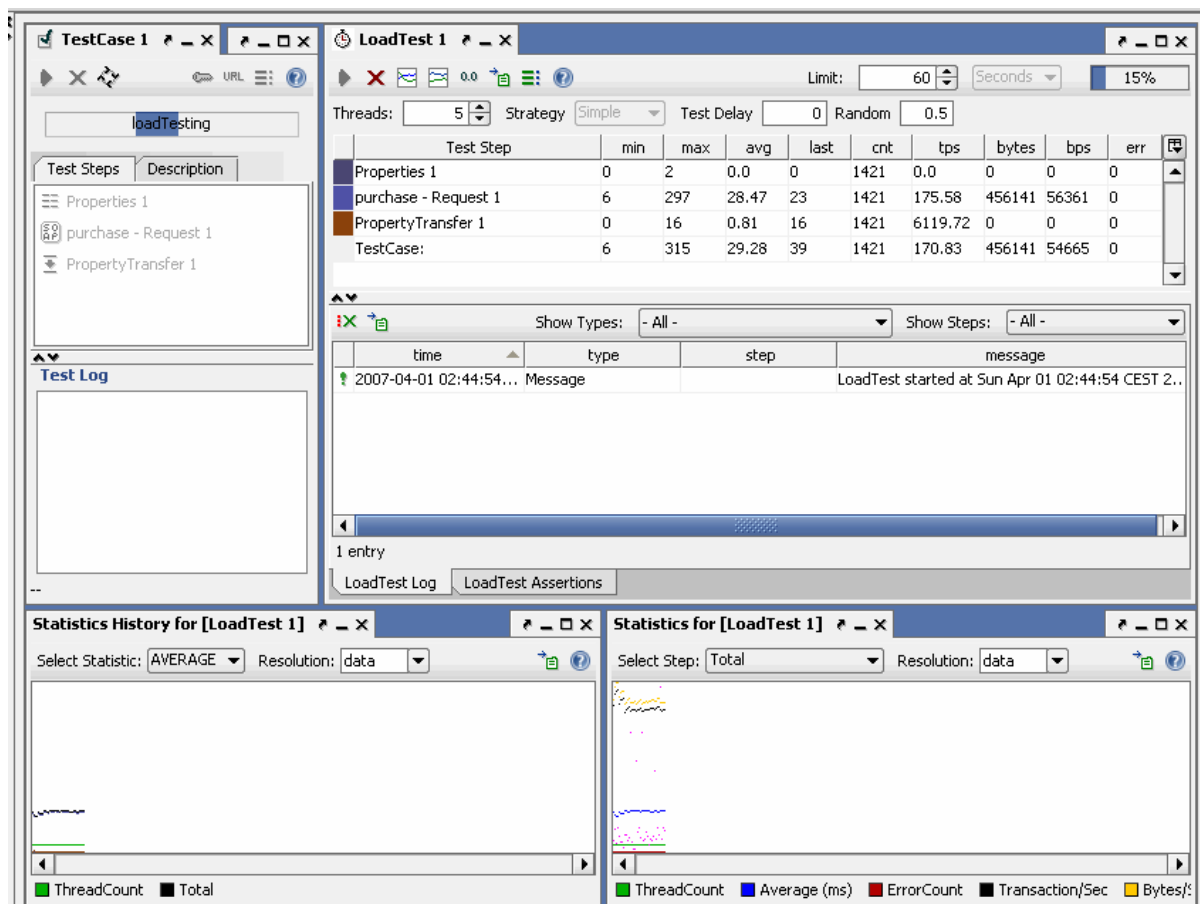 TestCase 1
URL
loadTesting
Test Steps Description
Properties 1
purchase - Request 1
PropertyTransfer 1
Test Log
--
LoadTest 1
0.0 Limit: 60 Seconds 15%
Threads: 5 Strategy Simple Test Delay 0 Random 0.5
Test Step min max avg last cnt tps bytes bps err
Properties 1 0 2 0.0 0 1421 0.0 0 0 0
purchase - Request 1 6 297 28.47 23 1421 175.58 456141 56361 0
PropertyTransfer 1 0 16 0.81 16 1421 6119.72 0 0 0
TestCase: 6 315 29.28 39 1421 170.83 456141 54665 0
Show Types: - All - Show Steps: - All -
time type step message
2007-04-01 02:44:54... Message LoadTest started at Sun Apr 01 02:44:54 CEST 2..
1 entry
LoadTest Log LoadTest Assertions
Statistics History for [LoadTest 1]
Select Statistic: AVERAGE Resolution: data
ThreadCount Total
Statistics for [LoadTest 1]
Select Step: Total Resolution: data
ThreadCount Average (ms) ErrorCount Transaction/Sec Bytes/S